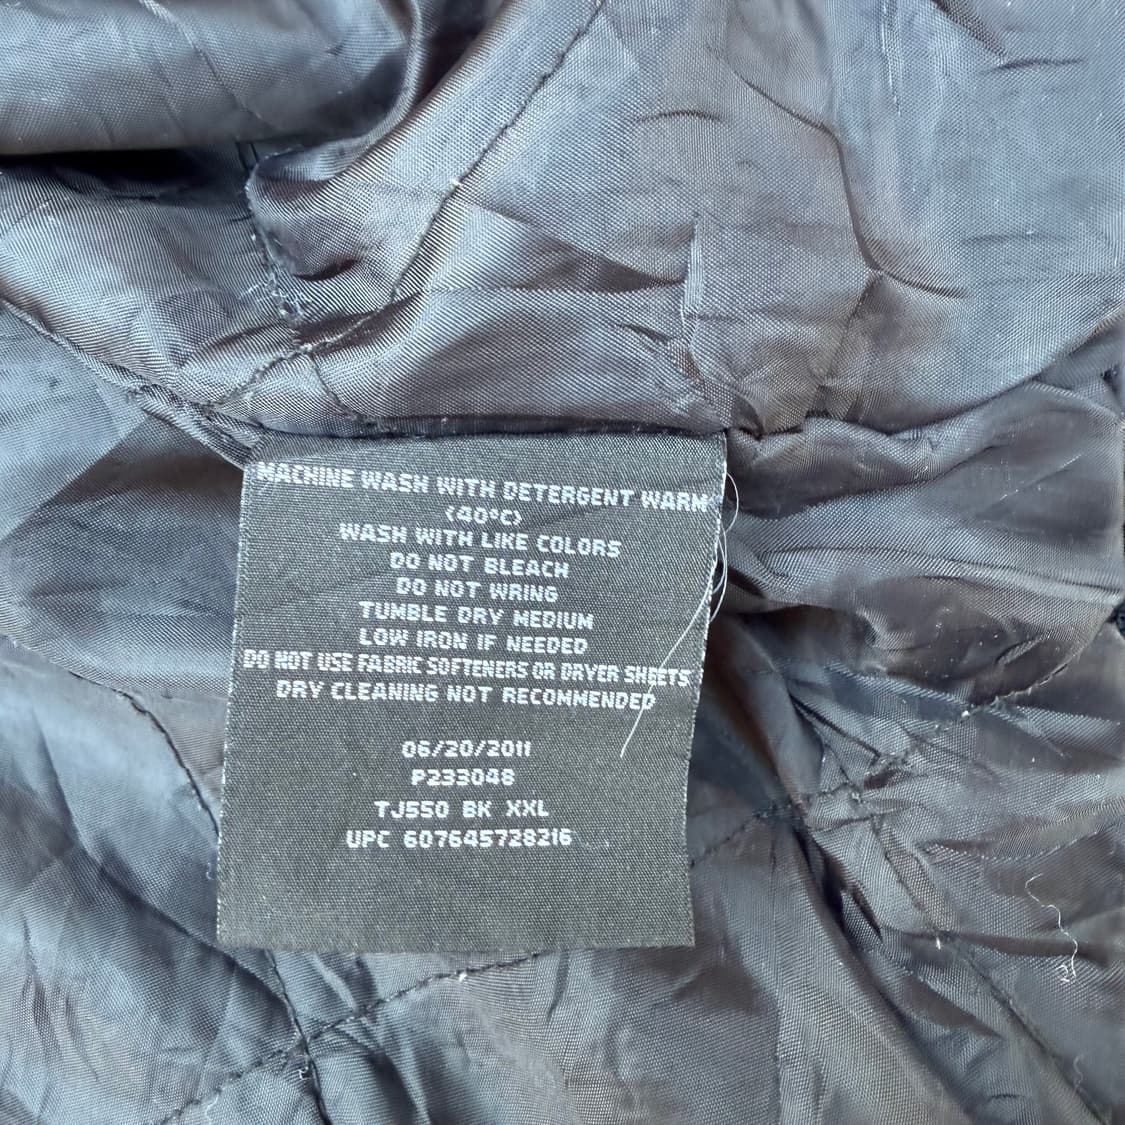 MACHINE WASH WITH DETERGENT WARM
(40°C)
WASH WITH LIKE COLORS
DO NOT BLEACH
DO NOT WRING
TUMBLE DRY MEDIUM
LOW IRON IF NEEDED
DO NOT USE FABRIC SOFTENERS OR DRYER SHEETS
DRY CLEANING NOT RECOMMENDED
06/20/2011
P233048
TJ550 BK XXL
UPC 607645728216